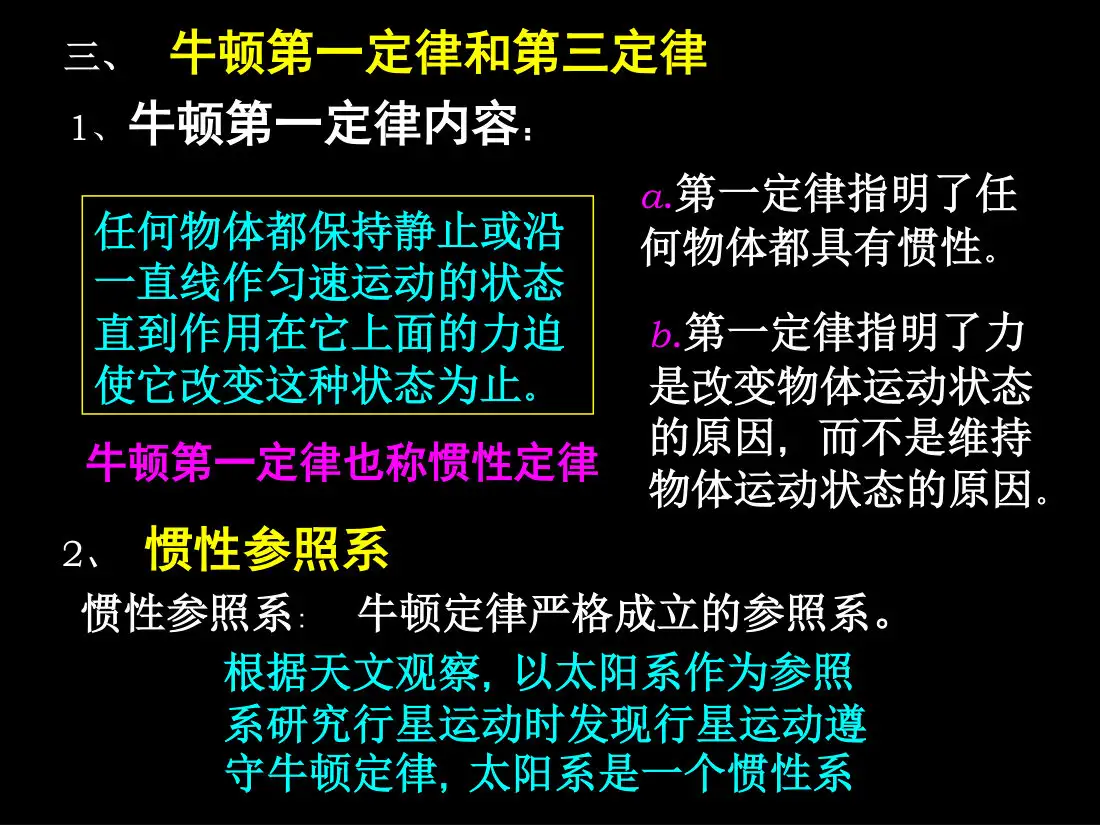 三、 牛顿第一定律和第三定律
1、牛顿第一定律内容：
任何物体都保持静止或沿
一直线作匀速运动的状态
直到作用在它上面的力迫
使它改变这种状态为止。
牛顿第一定律也称惯性定律
a.第一定律指明了任
何物体都具有惯性。
b.第一定律指明了力
是改变物体运动状态
的原因，而不是维持
物体运动状态的原因。
2、 惯性参照系
惯性参照系： 牛顿定律严格成立的参照系。
根据天文观察，以太阳系作为参照
系研究行星运动时发现行星运动遵
守牛顿定律，太阳系是一个惯性系